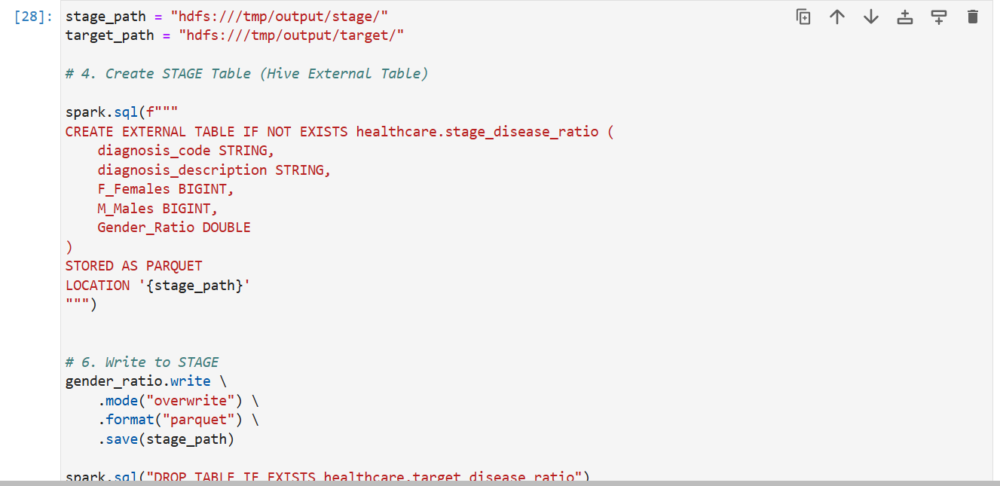 [28]: stage_path = "hdfs:///tmp/output/stage/"
target_path = "hdfs:///tmp/output/target/"
# 4. Create STAGE Table (Hive External Table)
spark.sql(f"""
CREATE EXTERNAL TABLE IF NOT EXISTS healthcare.stage_disease_ratio (
    diagnosis_code STRING,
    diagnosis_description STRING,
    F_Females BIGINT,
    M_Males BIGINT,
    Gender_Ratio DOUBLE
)
STORED AS PARQUET
LOCATION '{stage_path}'
""")
# 6. Write to STAGE
gender_ratio.write \
    .mode("overwrite") \
    .format("parquet") \
    .save(stage_path)
spark.sql("DROP TABLE IF EXISTS healthcare.target_disease_ratio")